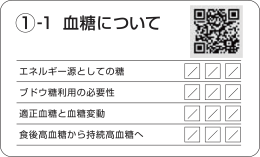 ①-1 血糖について
エネルギー源としての糖
ブドウ糖利用の必要性
適正血糖と血糖変動
食後高血糖から持続高血糖へ